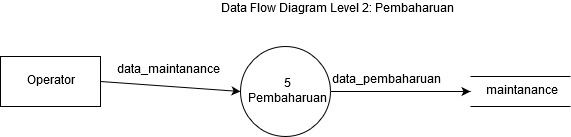 Data Flow Diagram Level 2: Pembaharuan
Operator
data_maintanance
5
Pembaharuan
data_pembaharuan
maintanance